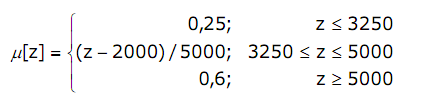 0,25; z ≤ 3250
μ[z] = {(z − 2000) / 5000; 3250 ≤ z ≤ 5000
0,6; z ≥ 5000